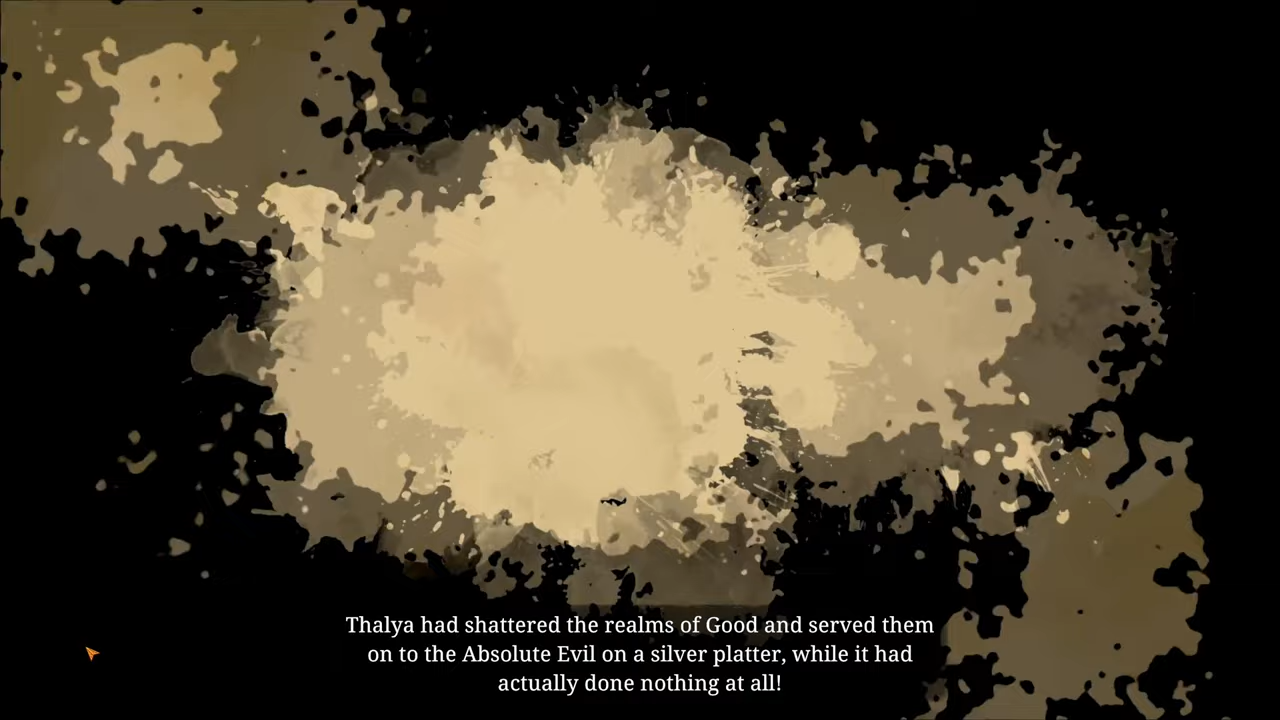 Thalya had shattered the realms of Good and served them
on to the Absolute Evil on a silver platter, while it had
actually done nothing at all!